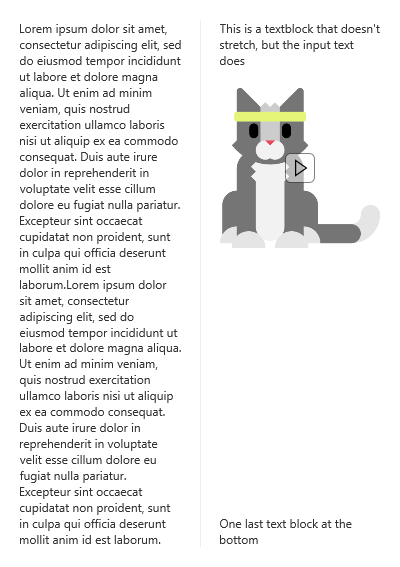 Lorem ipsum dolor sit amet,
consectetur adipiscing elit, sed
do eiusmod tempor incididunt
ut labore et dolore magna
aliqua. Ut enim ad minim
veniam, quis nostrud
exercitation ullamco laboris
nisi ut aliquip ex ea commodo
consequat. Duis aute irure
dolor in reprehenderit in
voluptate velit esse cillum
dolore eu fugiat nulla pariatur.
Excepteur sint occaecat
cupidatat non proident, sunt
in culpa qui officia deserunt
mollit anim id est
laborum.Lorem ipsum dolor
sit amet, consectetur
adipiscing elit, sed do
eiusmod tempor incididunt ut
labore et dolore magna aliqua.
Ut enim ad minim veniam,
quis nostrud exercitation
ullamco laboris nisi ut aliquip
ex ea commodo consequat.
Duis aute irure dolor in
reprehenderit in voluptate
velit esse cillum dolore eu
fugiat nulla pariatur.
Excepteur sint occaecat
cupidatat non proident, sunt
in culpa qui officia deserunt
mollit anim id est laborum.
This is a textblock that doesn't
stretch, but the input text
does
One last text block at the
bottom